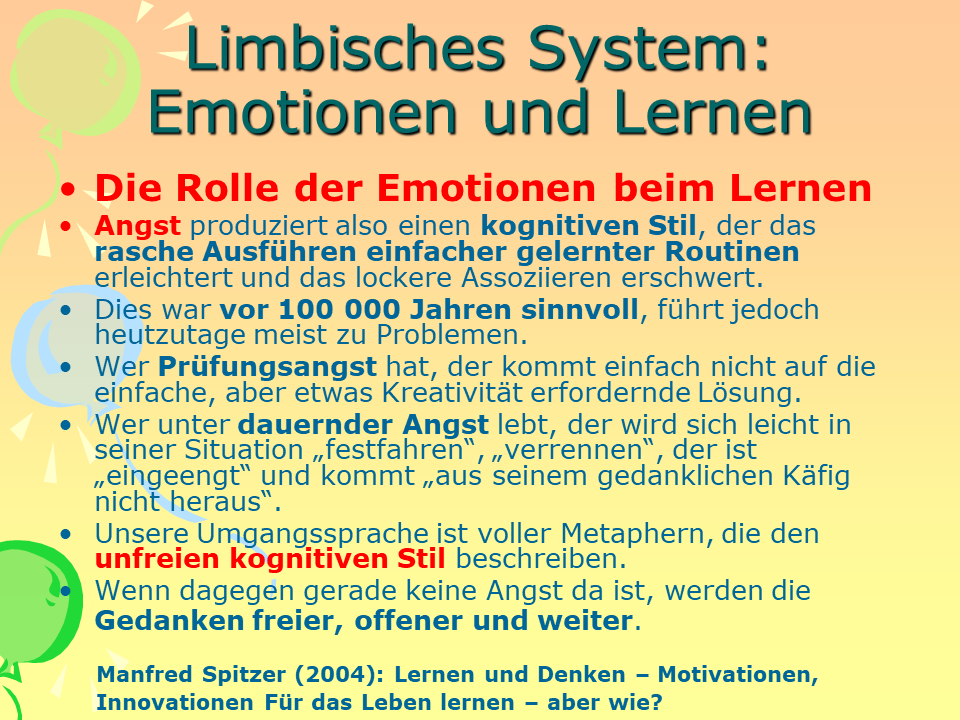 Limbisches System:
Emotionen und Lernen
• Die Rolle der Emotionen beim Lernen
• Angst produziert also einen kognitiven Stil, der das
rasche Ausführen einfacher gelernter Routinen
erleichtert und das lockere Assoziieren erschwert.
• Dies war vor 100 000 Jahren sinnvoll, führt jedoch
heutzutage meist zu Problemen.
• Wer Prüfungsangst hat, der kommt einfach nicht auf die
einfache, aber etwas Kreativität erfordernde Lösung.
• Wer unter dauernder Angst lebt, der wird sich leicht in
seiner Situation „festfahren“, „verrennen“, der ist
„eingeengt“ und kommt „aus seinem gedanklichen Käfig
nicht heraus“.
• Unsere Umgangssprache ist voller Metaphern, die den
unfreien kognitiven Stil beschreiben.
• Wenn dagegen gerade keine Angst da ist, werden die
Gedanken freier, offener und weiter.
Manfred Spitzer (2004): Lernen und Denken – Motivationen,
Innovationen Für das Leben lernen – aber wie?